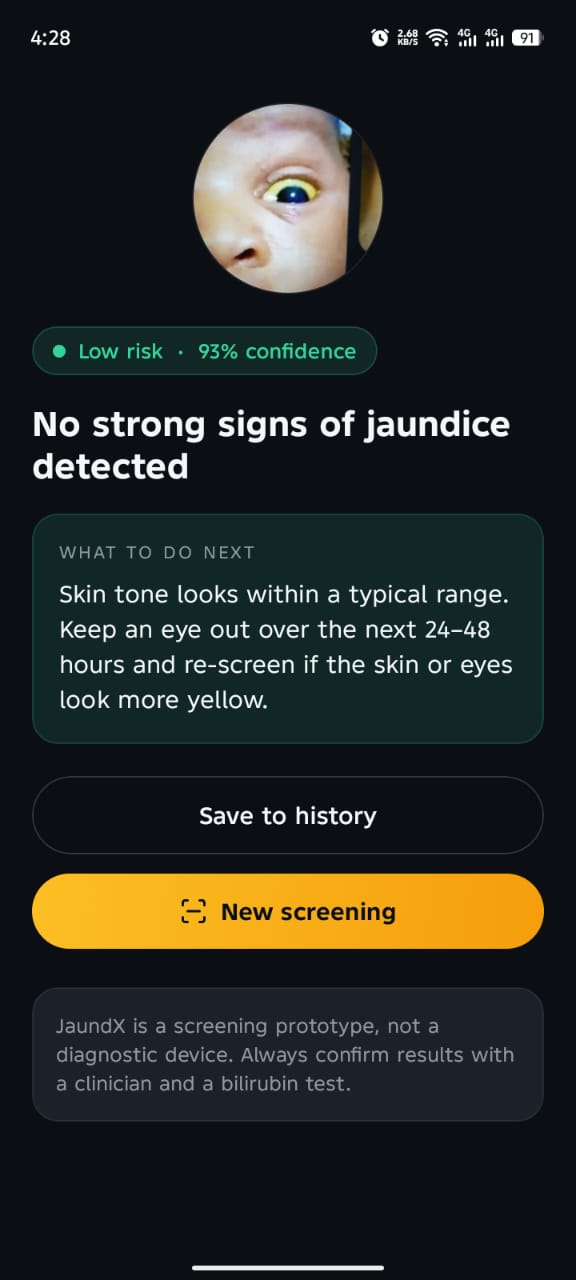 4:28
2.68
KB/S
4G
4G
91
Low risk · 93% confidence
No strong signs of jaundice
detected
WHAT TO DO NEXT
Skin tone looks within a typical range.
Keep an eye out over the next 24–48
hours and re-screen if the skin or eyes
look more yellow.
Save to history
New screening
JaundX is a screening prototype, not a
diagnostic device. Always confirm results with
a clinician and a bilirubin test.